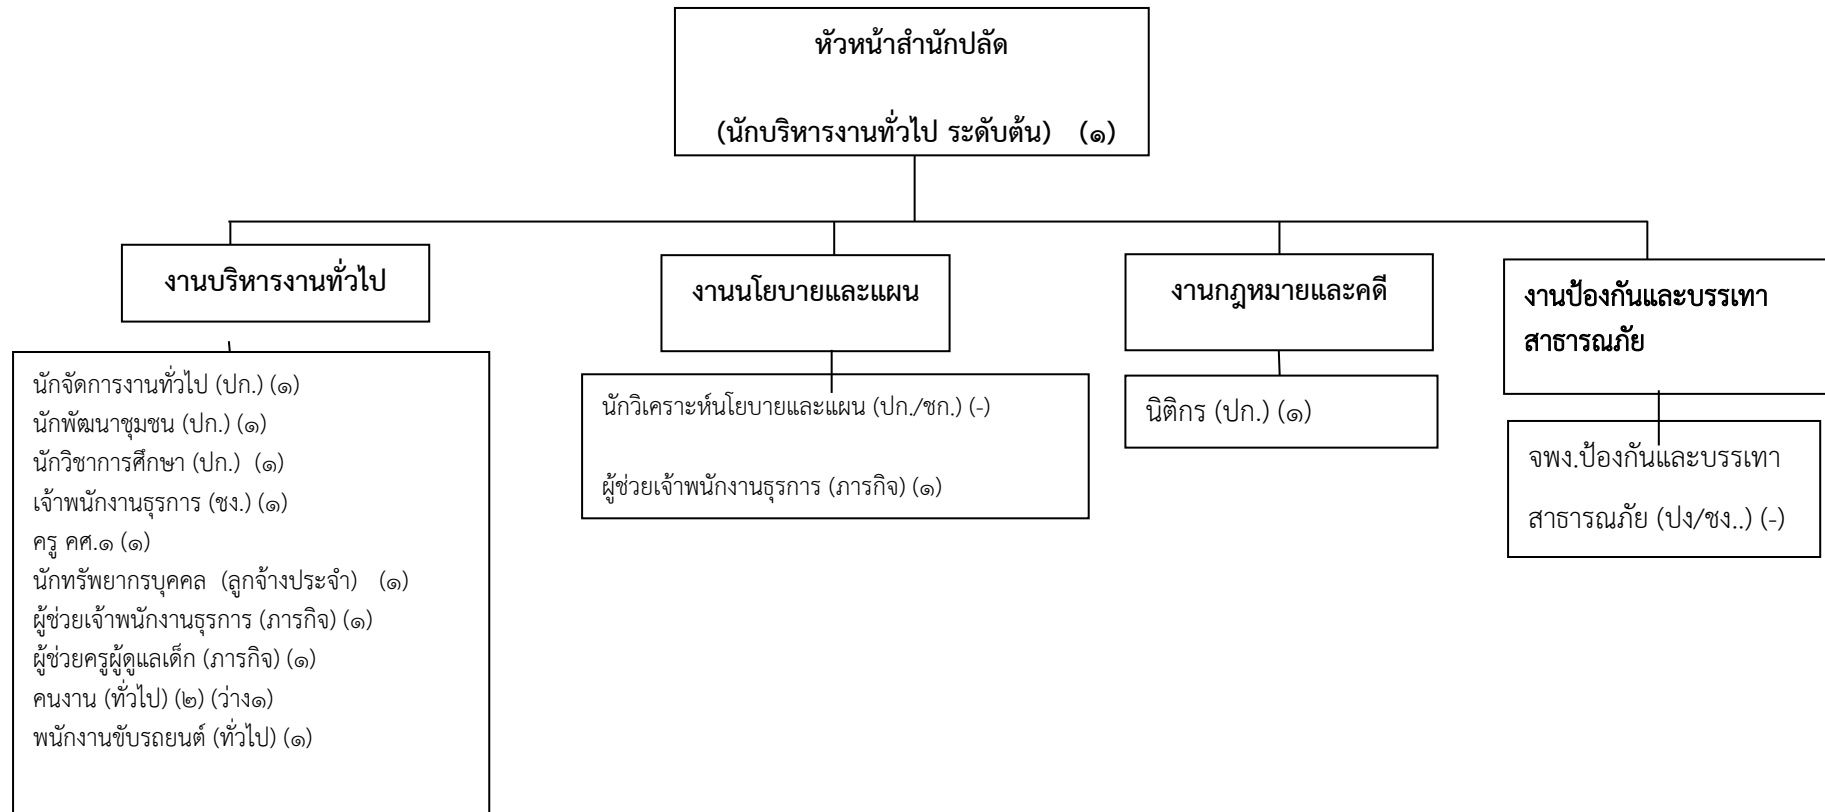 หัวหน้าสำนักปลัด
(นักบริหารงานทั่วไป ระดับต้น) (๑)
งานบริหารงานทั่วไป
นักจัดการงานทั่วไป (ปก.) (๑)
นักพัฒนาชุมชน (ปก.) (๑)
นักวิชาการศึกษา (ปก.) (๑)
เจ้าพนักงานธุรการ (ชง.) (๑)
ครู คศ.๑ (๑)
นักทรัพยากรบุคคล (ลูกจ้างประจำ) (๑)
ผู้ช่วยเจ้าพนักงานธุรการ (ภารกิจ) (๑)
ผู้ช่วยครูผู้ดูแลเด็ก (ภารกิจ) (๑)
คนงาน (ทั่วไป) (๒) (ว่าง๑)
พนักงานขับรถยนต์ (ทั่วไป) (๑)
งานนโยบายและแผน
นักวิเคราะห์นโยบายและแผน (ปก./ชก.) (-)
ผู้ช่วยเจ้าพนักงานธุรการ (ภารกิจ) (๑)
งานกฎหมายและคดี
นิติกร (ปก.) (๑)
งานป้องกันและบรรเทา
สาธารณภัย
จพง.ป้องกันและบรรเทา
สาธารณภัย (ปง/ชง..) (-)